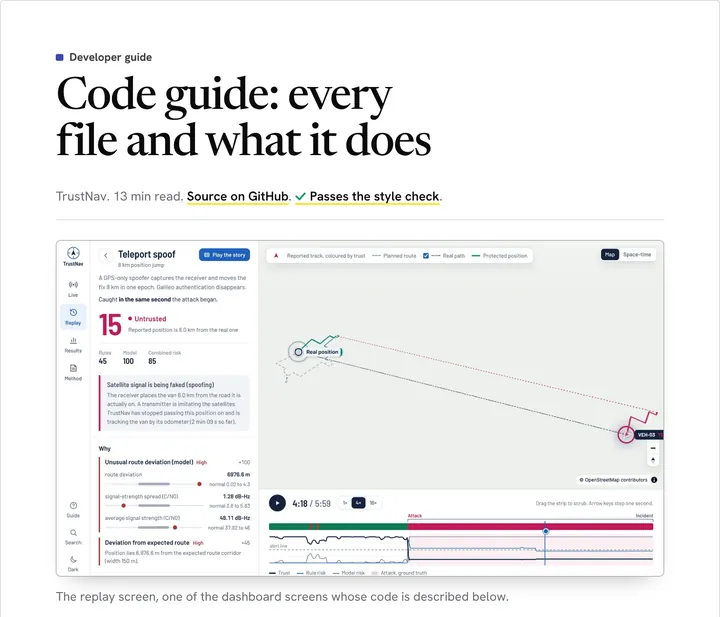 Developer guide
Code guide: every
file and what it does
TrustNav. 13 min read. Source on GitHub. ✓ Passes the style check.
TrustNav
Live
Replay
Results
Method
Guide
Search
Dark
Teleport spoof
8 km position jump
Play the story
A GPS-only spoofer captures the receiver and moves the
fix 8 km in one epoch. Galileo authentication disappears.
Caught in the same second the attack began.
15
Untrusted
Reported position is 8.0 km from the real one
Rules Model Combined risk
45 100 85
Satellite signal is being faked (spoofing)
The receiver places the van 8.0 km from the road it is
actually on. A transmitter is imitating the satellites.
TrustNav has stopped passing this position on and is
tracking the van by its odometer (2 min 09 s so far).
Why
Unusual route deviation (model) High +100
route deviation 6976.6 m
normal 0.02 to 4.3
signal-strength spread (C/N0) 1.28 dB-Hz
normal 0.8 to 5.83
average signal strength (C/N0) 48.11 dB-Hz
normal 37.82 to 46
Deviation from expected route High +45
Position lies 6,976.6 m from the expected route corridor
(width 150 m).
Reported track, coloured by trust Planned route Real path Protected position
Map Space-time
Real position
VEH-03
© OpenStreetMap contributors
4:18 / 5:59
1× 4× 16×
Drag the strip to scrub. Arrow keys step one second.
Attack
Incident
alert line
Trust Rule risk Model risk Attack, ground truth
The replay screen, one of the dashboard screens whose code is described below.